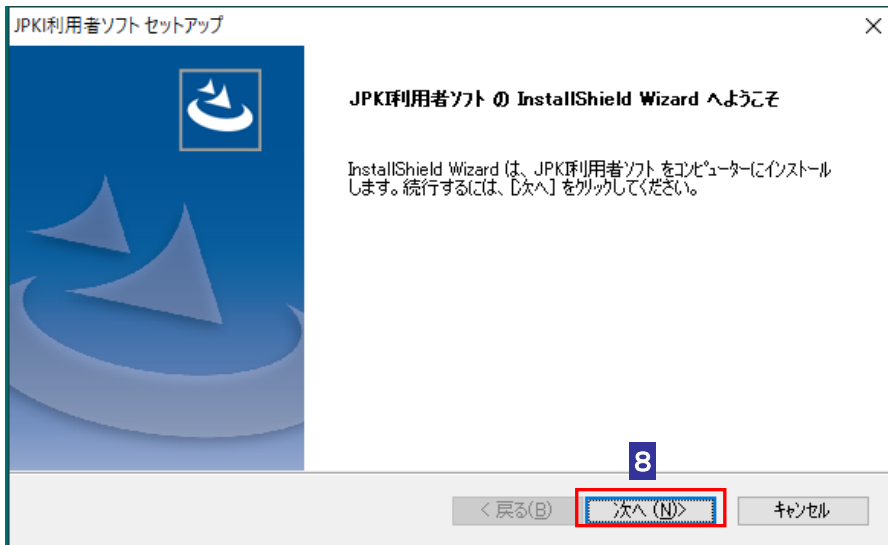 JPKI利用者ソフト セットアップ
JPKI利用者ソフト の InstallShield Wizard へようこそ
InstallShield Wizard は、JPKI利用者ソフト をコンピューターにインストール
します。続行するには、[次へ] をクリックしてください。
8
< 戻る(B)
次へ (N)>
キャンセル